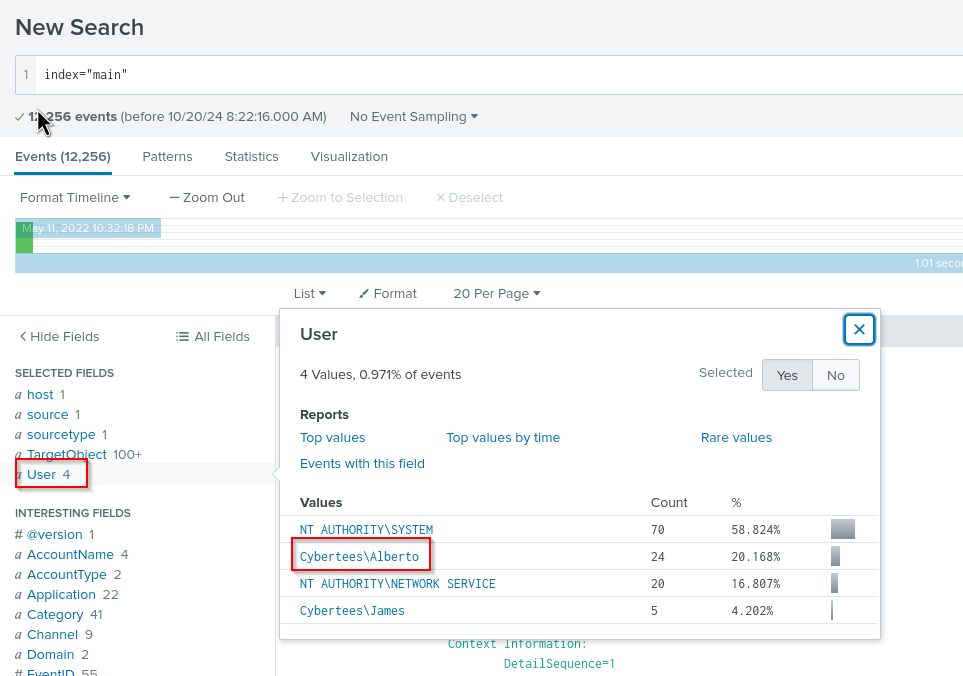 New Search
1 index="main"
✓ 12,256 events (before 10/20/24 8:22:16.000 AM) No Event Sampling
Events (12,256) Patterns Statistics Visualization
Format Timeline — Zoom Out + Zoom to Selection × Deselect
May 11, 2022 10:32:18 PM
1.01 seco
List Format 20 Per Page
Hide Fields All Fields
SELECTED FIELDS
a host 1
a source 1
a sourcetype 1
a TargetObject 100+
a User 4
INTERESTING FIELDS
# @version 1
a AccountName 4
a AccountType 2
a Application 22
a Category 41
a Channel 9
a Domain 2
# EventID 55
User
4 Values, 0.971% of events Selected Yes No
Reports
Top values Top values by time Rare values
Events with this field
Values Count %
NT AUTHORITY\SYSTEM 70 58.824%
Cybertees\Alberto 24 20.168%
NT AUTHORITY\NETWORK SERVICE 20 16.807%
Cybertees\James 5 4.202%
Context Information:
DetailSequence=1